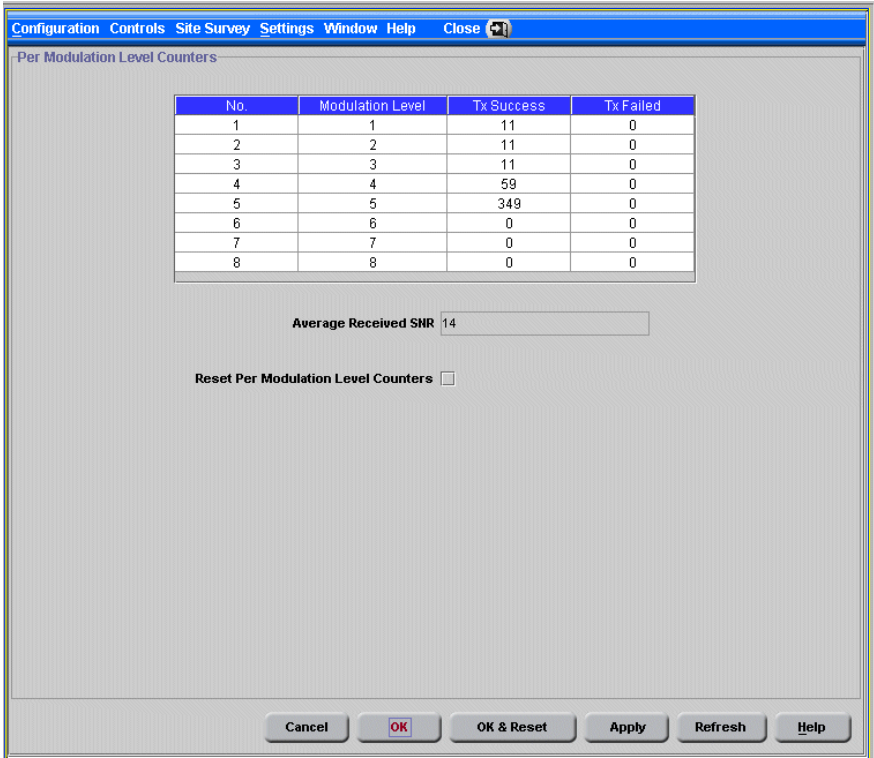 Configuration Controls Site Survey Settings Window Help Close
Per Modulation Level Counters
No. Modulation Level Tx Success Tx Failed
1 1 11 0
2 2 11 0
3 3 11 0
4 4 59 0
5 5 349 0
6 6 0 0
7 7 0 0
8 8 0 0
Average Received SNR 14
Reset Per Modulation Level Counters
Cancel OK OK & Reset Apply Refresh Help